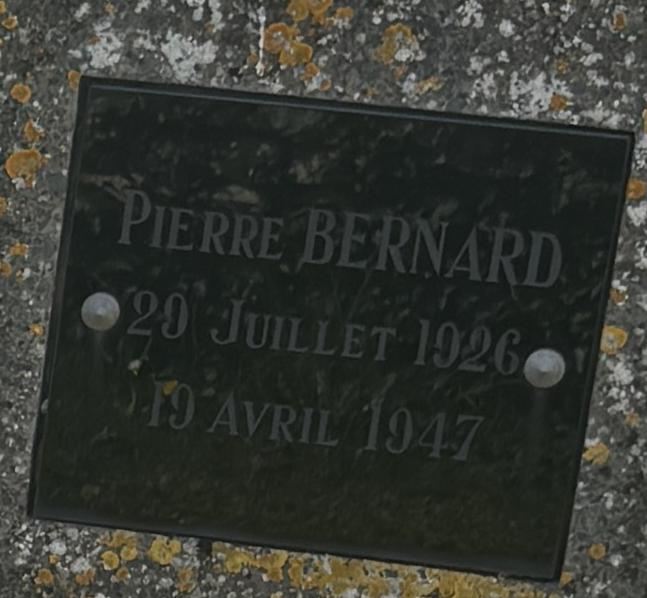 PIERRE BERNARD
29 JUILLET 1926
19 AVRIL 1947